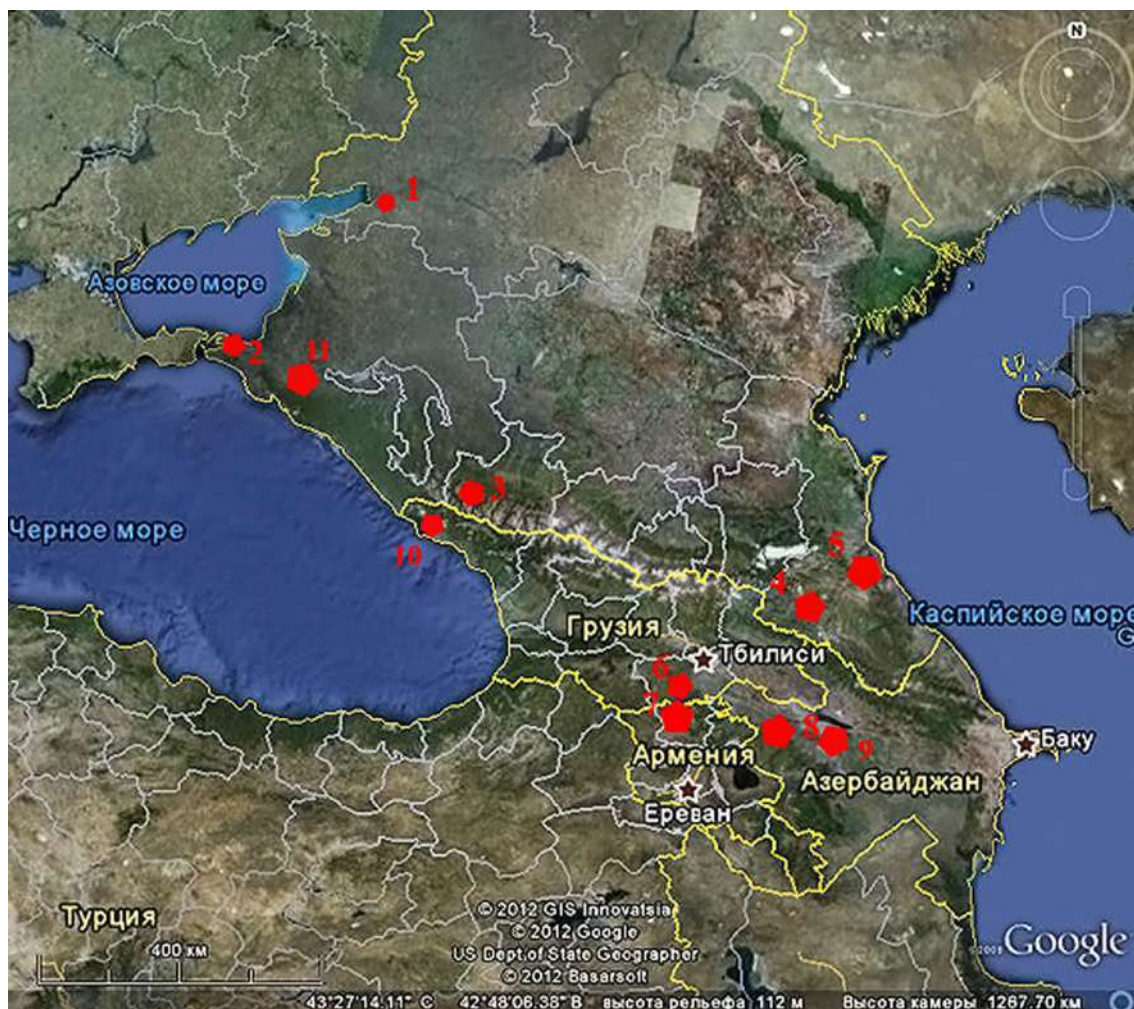 N
1
Азовское море
2
11
3
10
Черное море
5
4
Каспийское море
G
Грузия
Тбилиси
6
7
8
9
Армения
Баку
Азербайджан
Ереван
Турция
400 км
© 2012 GIS Innovatsia
© 2012 Google
US Dept of State Geographer
© 2012 Basarsoft
Google
43°27'14.11" С 42°48'06.38" В высота рельефа 112 м Высота камеры 1267.70 км